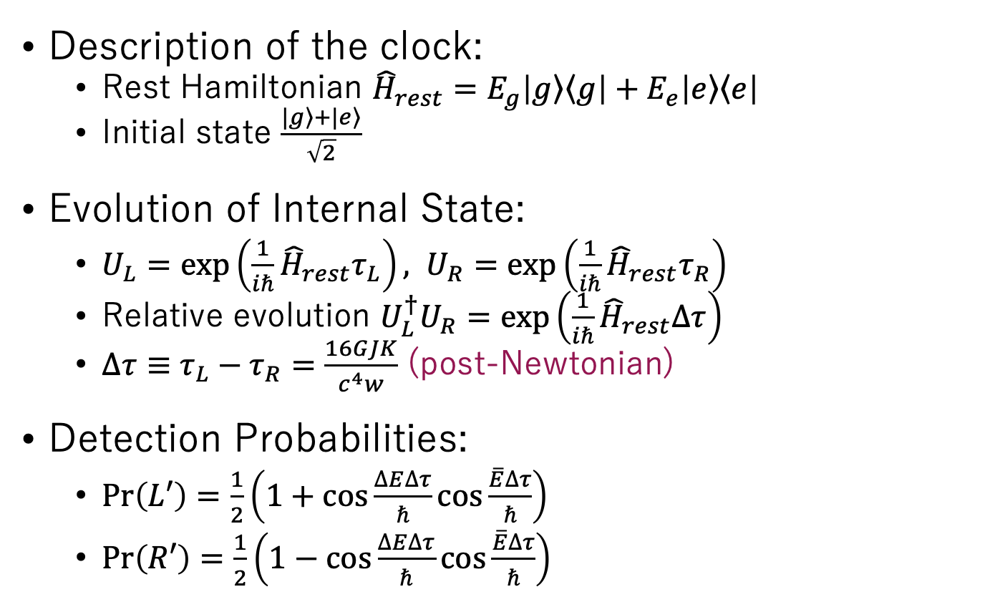 • Description of the clock:
• Rest Hamiltonian $\hat{H}_{rest} = E_g|g\rangle\langle g| + E_e|e\rangle\langle e|$
• Initial state $\frac{|g\rangle+|e\rangle}{\sqrt{2}}$
• Evolution of Internal State:
• $U_L = \exp\left(\frac{1}{i\hbar}\hat{H}_{rest}\tau_L\right),\ U_R = \exp\left(\frac{1}{i\hbar}\hat{H}_{rest}\tau_R\right)$
• Relative evolution $U_L^\dagger U_R = \exp\left(\frac{1}{i\hbar}\hat{H}_{rest}\Delta\tau\right)$
• $\Delta\tau \equiv \tau_L - \tau_R = \frac{16GJK}{c^4 w}$ (post-Newtonian)
• Detection Probabilities:
• $\Pr(L') = \frac{1}{2}\left(1 + \cos\frac{\Delta E\Delta\tau}{\hbar}\cos\frac{\bar{E}\Delta\tau}{\hbar}\right)$
• $\Pr(R') = \frac{1}{2}\left(1 - \cos\frac{\Delta E\Delta\tau}{\hbar}\cos\frac{\bar{E}\Delta\tau}{\hbar}\right)$